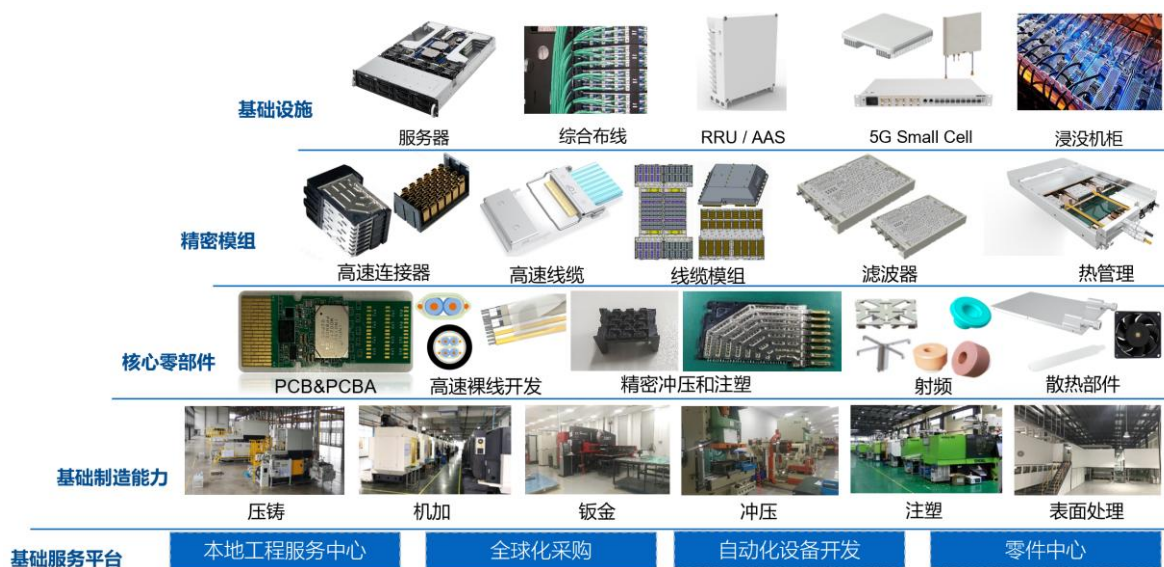 基础设施
服务器
综合布线
RRU / AAS
5G Small Cell
浸没机柜
精密模组
高速连接器
高速线缆
线缆模组
滤波器
热管理
核心零部件
PCB&PCBA
高速裸线开发
精密冲压和注塑
射频
散热部件
基础制造能力
压铸
机加
钣金
冲压
注塑
表面处理
基础服务平台
本地工程服务中心
全球化采购
自动化设备开发
零件中心